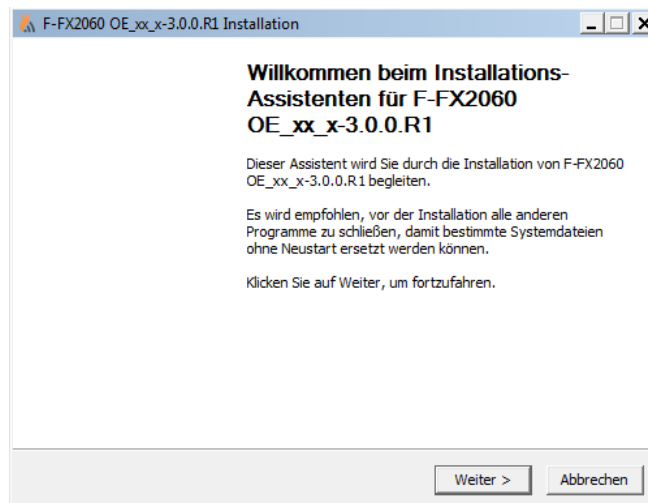 F-FX2060 OE_xx_x-3.0.0.R1 Installation
Willkommen beim Installations-
Assistenten für F-FX2060
OE_xx_x-3.0.0.R1
Dieser Assistent wird Sie durch die Installation von F-FX2060
OE_xx_x-3.0.0.R1 begleiten.
Es wird empfohlen, vor der Installation alle anderen
Programme zu schließen, damit bestimmte Systemdateien
ohne Neustart ersetzt werden können.
Klicken Sie auf Weiter, um fortzufahren.
Weiter >
Abbrechen